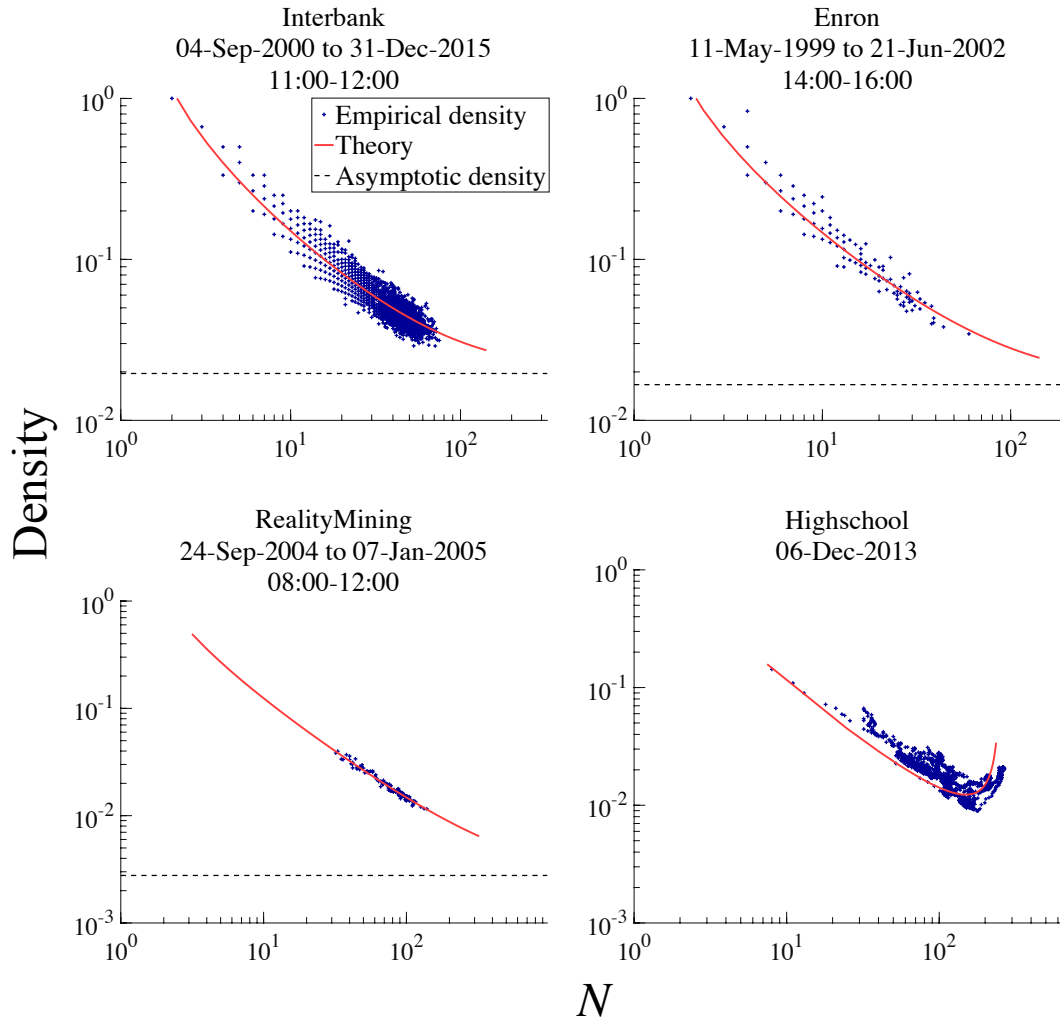 Interbank
04-Sep-2000 to 31-Dec-2015
11:00-12:00
Enron
11-May-1999 to 21-Jun-2002
14:00-16:00
10^0
10^-1
10^-2
10^0
10^1
10^2
Empirical density
Theory
Asymptotic density
10^0
10^-1
10^-2
10^0
10^1
10^2
Density
RealityMining
24-Sep-2004 to 07-Jan-2005
08:00-12:00
Highschool
06-Dec-2013
10^0
10^-1
10^-2
10^-3
10^0
10^1
10^2
10^0
10^-1
10^-2
10^-3
10^0
10^1
10^2
N